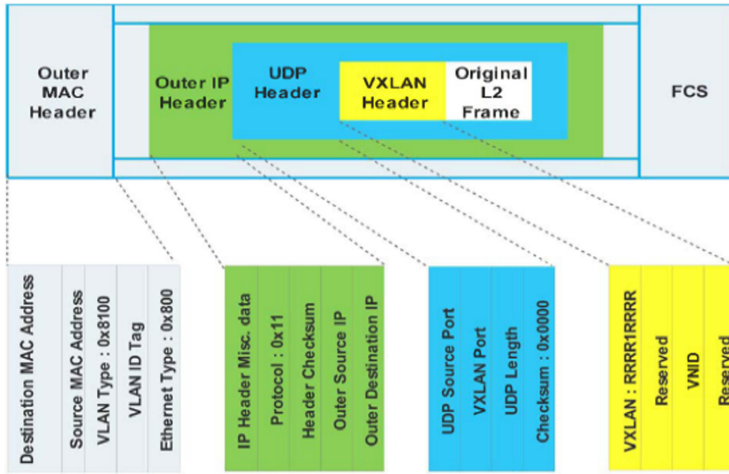 Outer
MAC
Header
Outer IP
Header
UDP
Header
VXLAN
Header
Original
L2
Frame
FCS
Destination MAC Address
Source MAC Address
VLAN Type : 0x8100
VLAN ID Tag
Ethernet Type : 0x800
IP Header Misc. data
Protocol : 0x11
Header Checksum
Outer Source IP
Outer Destination IP
UDP Source Port
VXLAN Port
UDP Length
Checksum : 0x0000
VXLAN : RRRR1RRRR
Reserved
VNID
Reserved